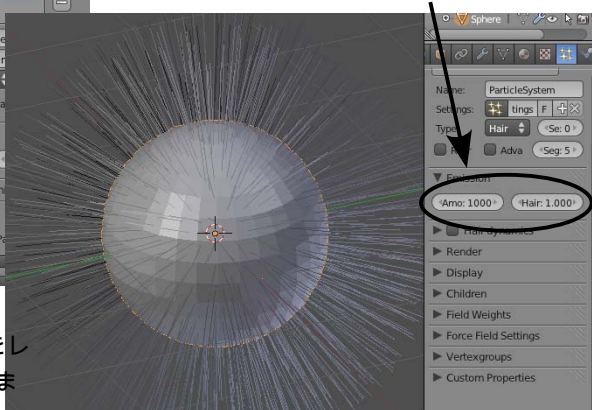 Sphere
Name: ParticleSystem
Settings: tings F
Type Hair Se: 0
Adva Seg: 5
Emission
Amo: 1000 Hair: 1.000
Hair dynamics
Render
Display
Children
Field Weights
Force Field Settings
Vertexgroups
Custom Properties
レ
ま